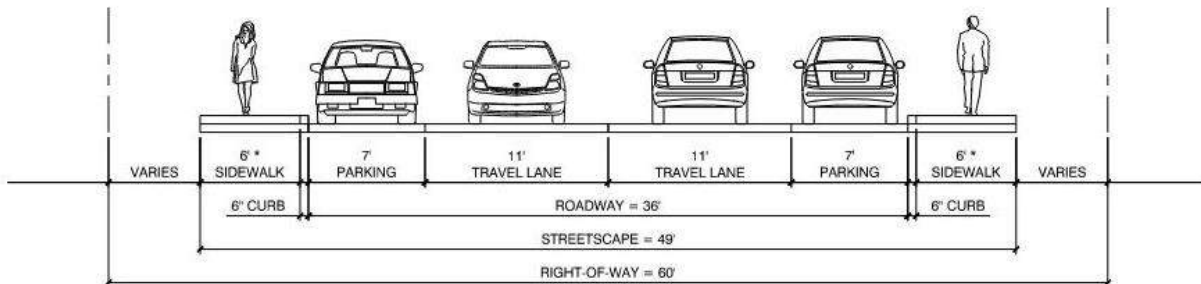 6' *
7'
11'
11'
7'
6' *
VARIES
SIDEWALK
PARKING
TRAVEL LANE
TRAVEL LANE
PARKING
SIDEWALK
VARIES
6" CURB
ROADWAY = 36'
6" CURB
STREETSCAPE = 49'
RIGHT-OF-WAY = 60'